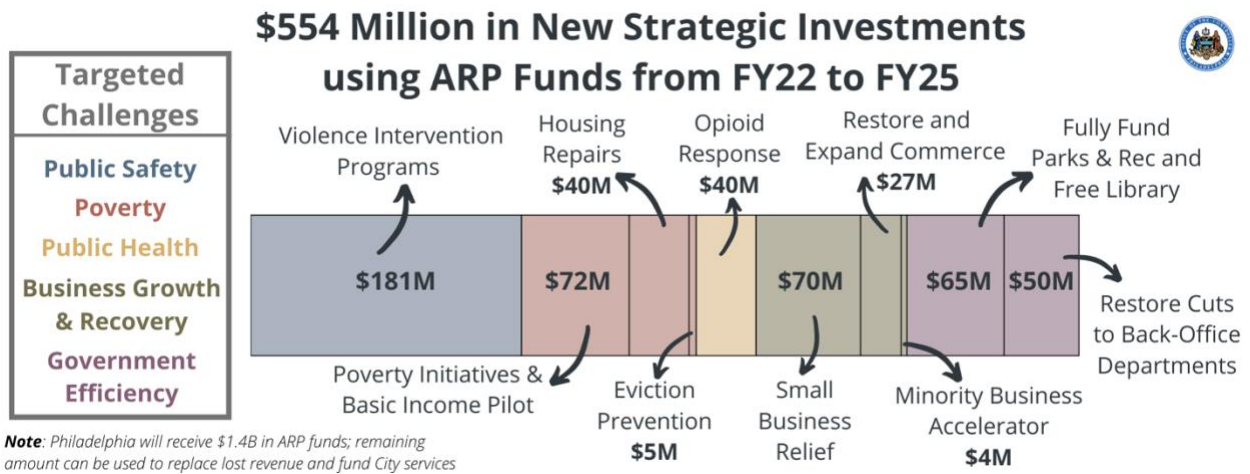 $554 Million in New Strategic Investments
using ARP Funds from FY22 to FY25
Targeted
Challenges
Public Safety
Poverty
Public Health
Business Growth
& Recovery
Government
Efficiency
Violence Intervention
Programs
Housing
Repairs
$40M
Opioid
Response
$40M
Restore and
Expand Commerce
$27M
Fully Fund
Parks & Rec and
Free Library
$181M
$72M
$70M
$65M
$50M
Poverty Initiatives &
Basic Income Pilot
Eviction
Prevention
$5M
Small
Business
Relief
Minority Business
Accelerator
$4M
Restore Cuts
to Back-Office
Departments
Note: Philadelphia will receive $1.4B in ARP funds; remaining
amount can be used to replace lost revenue and fund City services